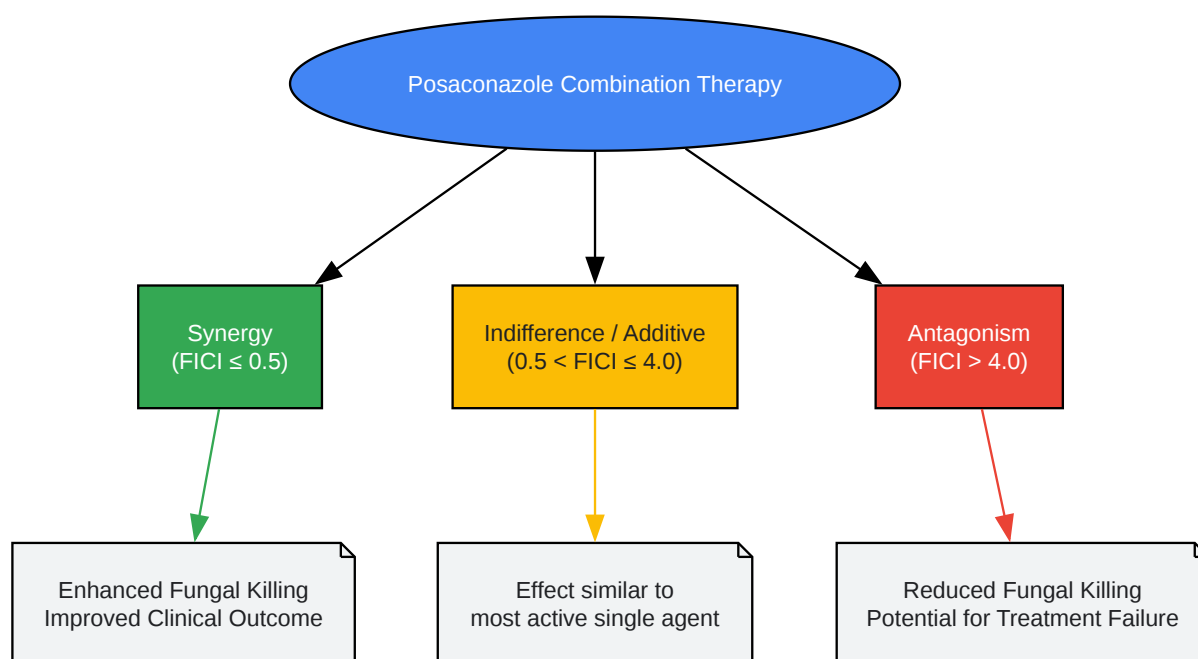 Posaconazole Combination Therapy
Synergy
(FICI ≤ 0.5)
Indifference / Additive
(0.5 < FICI ≤ 4.0)
Antagonism
(FICI > 4.0)
Enhanced Fungal Killing
Improved Clinical Outcome
Effect similar to
most active single agent
Reduced Fungal Killing
Potential for Treatment Failure